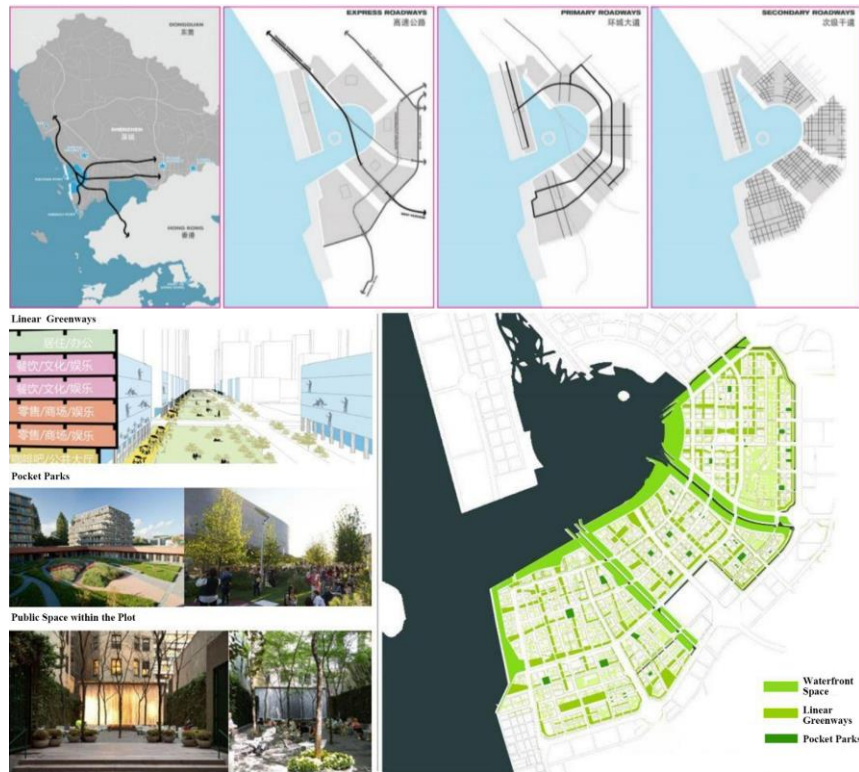 DONGGUAN
东莞
SHENZHEN
深圳
HONG KONG
香港
EXPRESS ROADWAYS
高速公路
PRIMARY ROADWAYS
环城大道
SECONDARY ROADWAYS
次级干道
Linear Greenways
居住/办公
餐饮/文化/娱乐
餐饮/文化/娱乐
零售/商场/娱乐
零售/商场/娱乐
Pocket Parks
Public Space within the Plot
Waterfront
Space
Linear
Greenways
Pocket Parks